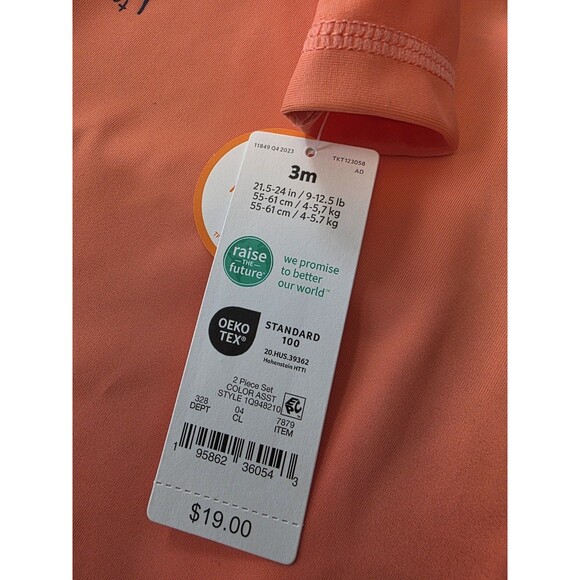 11849 Q4 2023
TKT123058
AD
3m
21.5-24 in / 9-12.5 lb
55-61 cm / 4-5,7 kg
55-61 cm / 4-5.7 kg
raise
THE
future
we promise
to better
our world™
OEKO
TEX®
STANDARD
100
20.HUS.39362
Hohenstein HTTI
2 Piece Set
COLOR ASST
STYLE 1Q948210
328 04 7879
DEPT CL ITEM
1 95862 36054 3
$19.00